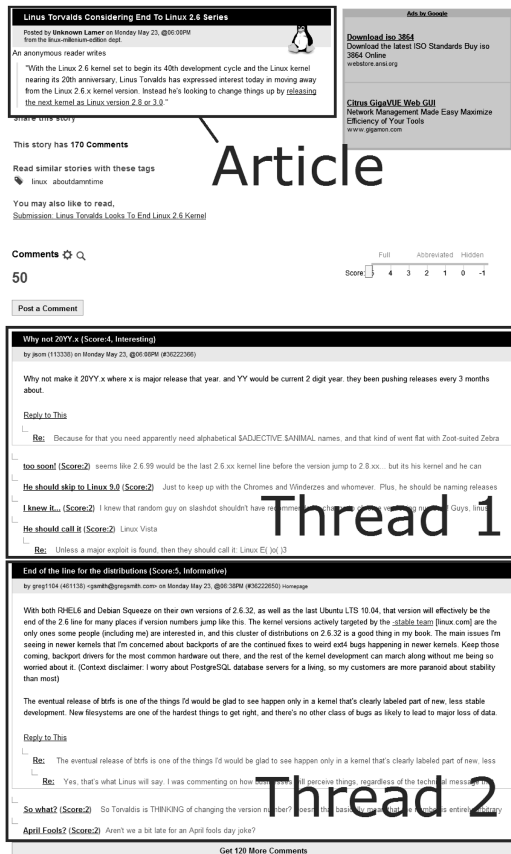 Linus Torvalds Considering End To Linux 2.6 Series
Posted by Unknown Lamer on Monday May 23, @06:00PM
from the linux-millenium-edition dept.
An anonymous reader writes
"With the Linux 2.6 kernel set to begin its 40th development cycle and the Linux kernel
nearing its 20th anniversary, Linus Torvalds has expressed interest today in moving away
from the Linux 2.6.x kernel version. Instead he's looking to change things up by releasing
the next kernel as Linux version 2.8 or 3.0."
Ads by Google
Download iso 3864
Download the latest ISO Standards Buy iso
3864 Online
webstore.ansi.org
Citrus GigaVUE Web GUI
Network Management Made Easy Maximize
Efficiency of Your Tools
www.gigamon.com
Share this story
Article
This story has 170 Comments
Read similar stories with these tags
linux aboutdamntime
You may also like to read,
Submission: Linus Torvalds Looks To End Linux 2.6 Kernel
Comments
Full Abbreviated Hidden
Score: 5 4 3 2 1 0 -1
50
Post a Comment
Why not 20YY.x (Score:4, Interesting)
by jisom (113338) on Monday May 23, @06:08PM (#36222366)
Why not make it 20YY.x where x is major release that year. and YY would be current 2 digit year. they been pushing releases every 3 months
about.
Reply to This
Re: Because for that you need apparently need alphabetical $ADJECTIVE.$ANIMAL names, and that kind of went flat with Zoot-suited Zebra
too soon! (Score:2) seems like 2.6.99 would be the last 2.6.xx kernel line before the version jump to 2.8.xx... but its his kernel and he can
He should skip to Linux 9.0 (Score:2) Just to keep up with the Chromes and Winderzes and whomever. Plus, he should be naming releases
I knew it... (Score:2) I knew that random guy on slashdot shouldn't have Guys, linus
Thread 1
He should call it (Score:2) Linux Vista
Re: Unless a major exploit is found, then they should call it: Linux E( )o( )3
End of the line for the distributions (Score:5, Informative)
by greg1104 (461138) <gsmith@gregsmith.com> on Monday May 23, @06:38PM (#36222650) Homepage
With both RHEL6 and Debian Squeeze on their own versions of 2.6.32, as well as the last Ubuntu LTS 10.04, that version will effectively be the
end of the 2.6 line for many places if version numbers jump like this. The kernel versions actively targeted by the -stable team [linux.com] are the
only ones some people (including me) are interested in, and this cluster of distributions on 2.6.32 is a good thing in my book. The main issues I'm
seeing in newer kernels that I'm concerned about backports of are the continued fixes to weird ext4 bugs happening in newer kernels. Keep those
coming, backport drivers for the most common hardware out there, and the rest of the kernel development can march along without me being so
worried about it. (Context disclaimer: I worry about PostgreSQL database servers for a living, so my customers are more paranoid about stability
than most)
The eventual release of btrfs is one of the things I'd would be glad to see happen only in a kernel that's clearly labeled part of new, less stable
development. New filesystems are one of the hardest things to get right, and there's no other class of bugs as likely to lead to major loss of data.
Reply to This
Re: The eventual release of btrfs is one of the things I'd would be glad to see happen only in a kernel that's clearly labeled part of new, less
Re: Yes, that's what Linus will say. I was commenting on how businesses will perceive things, regardless of the technical message
Thread 2
So what? (Score:2) So Torvaldis is THINKING of changing the version number? Doesn't that basically mean that the number is entirely arbitrary
April Fools? (Score:2) Aren't we a bit late for an April fools day joke?
Get 120 More Comments